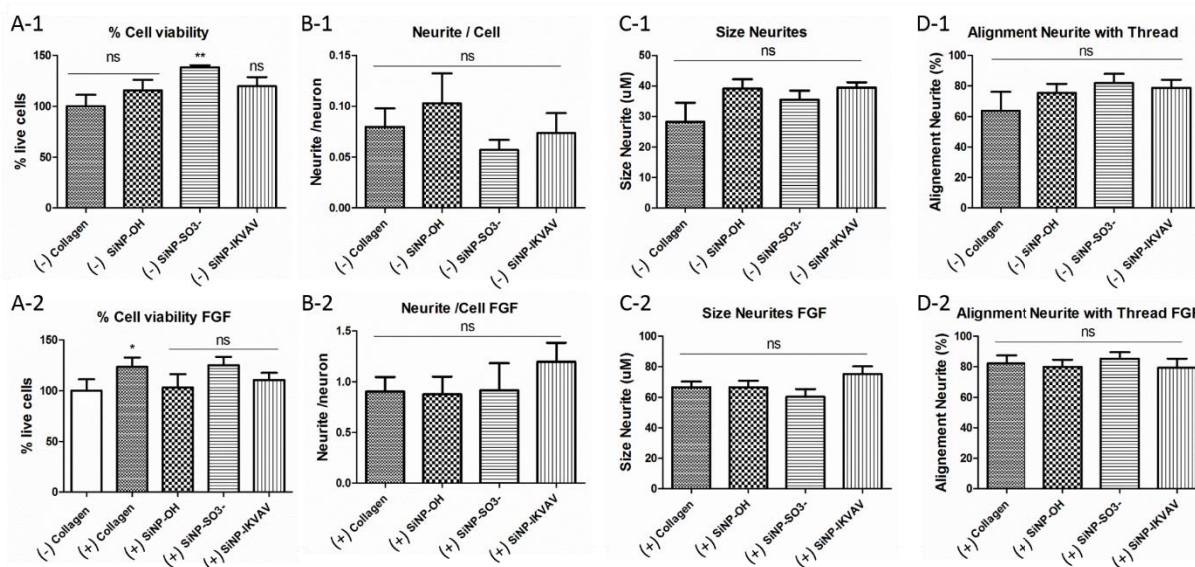 A-1
% Cell viability
ns
**
ns
% live cells
150
100
50
0
(-) Collagen
(-) SiNP-OH
(-) SiNP-SO3-
(-) SiNP-IKVAV
B-1
Neurite / Cell
ns
Neurite /neuron
0.15
0.10
0.05
0.00
(-) Collagen
(-) SiNP-OH
(-) SiNP-SO3-
(-) SiNP-IKVAV
C-1
Size Neurites
ns
Size Neurite (uM)
50
40
30
20
10
0
(-) Collagen
(-) SiNP-OH
(-) SiNP-SO3-
(-) SiNP-IKVAV
D-1
Alignment Neurite with Thread
ns
Alignement Neurite (%)
100
80
60
40
20
0
(-) Collagen
(-) SiNP-OH
(-) SiNP-SO3-
(-) SiNP-IKVAV
A-2
% Cell viability FGF
*
ns
% live cells
150
100
50
0
(-) Collagen
(+) Collagen
(+) SiNP-OH
(+) SiNP-SO3-
(+) SiNP-IKVAV
B-2
Neurite /Cell FGF
ns
Neurite /neuron
1.5
1.0
0.5
0.0
(+) Collagen
(+) SiNP-OH
(+) SiNP-SO3-
(+) SiNP-IKVAV
C-2
Size Neurites FGF
ns
Size Neurite (uM)
100
80
60
40
20
0
(+) Collagen
(+) SiNP-OH
(+) SiNP-SO3-
(+) SiNP-IKVAV
D-2
Alignment Neurite with Thread FGF
ns
Alignement Neurite (%)
100
80
60
40
20
0
(+) Collagen
(+) SiNP-OH
(+) SiNP-SO3-
(+) SiNP-IKVAV